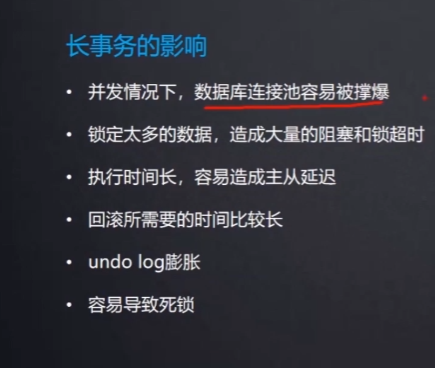 长事务的影响
• 并发情况下，数据库连接池容易被撑爆
• 锁定太多的数据，造成大量的阻塞和锁超时
• 执行时间长，容易造成主从延迟
• 回滚所需要的时间比较长
• undo log膨胀
• 容易导致死锁